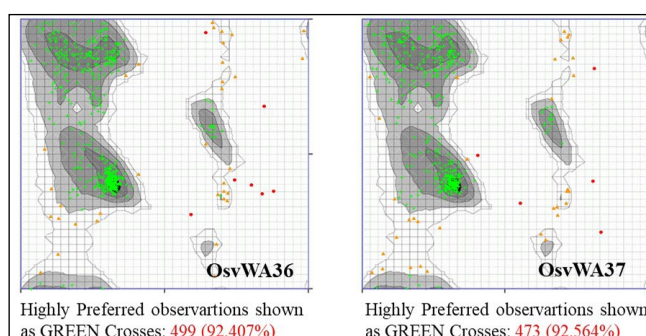 OsvWA36
Highly Preferred observartions shown
as GREEN Crosses: 499 (92.407%)
OsvWA37
Highly Preferred observartions shown
as GREEN Crosses: 473 (92.564%)